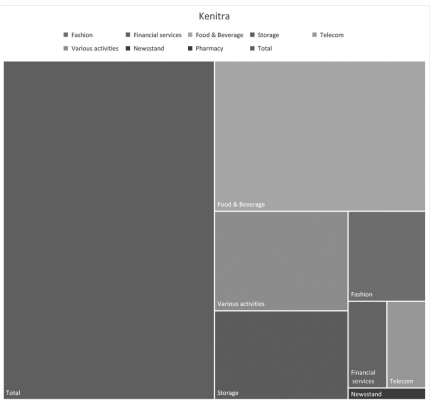 Kenitra
Fashion Financial services Food & Beverage Storage Telecom
Various activities Newsstand Pharmacy Total
Food & Beverage
Various activities
Fashion
Financial
services
Telecom
Total
Storage
Newsstand